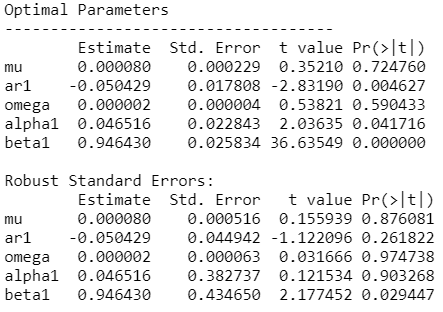 Optimal Parameters
------------------------------------
Estimate Std. Error t value Pr(>|t|)
mu 0.000080 0.000229 0.35210 0.724760
ar1 -0.050429 0.017808 -2.83190 0.004627
omega 0.000002 0.000004 0.53821 0.590433
alpha1 0.046516 0.022843 2.03635 0.041716
beta1 0.946430 0.025834 36.63549 0.000000
Robust Standard Errors:
Estimate Std. Error t value Pr(>|t|)
mu 0.000080 0.000516 0.155939 0.876081
ar1 -0.050429 0.044942 -1.122096 0.261822
omega 0.000002 0.000063 0.031666 0.974738
alpha1 0.046516 0.382737 0.121534 0.903268
beta1 0.946430 0.434650 2.177452 0.029447